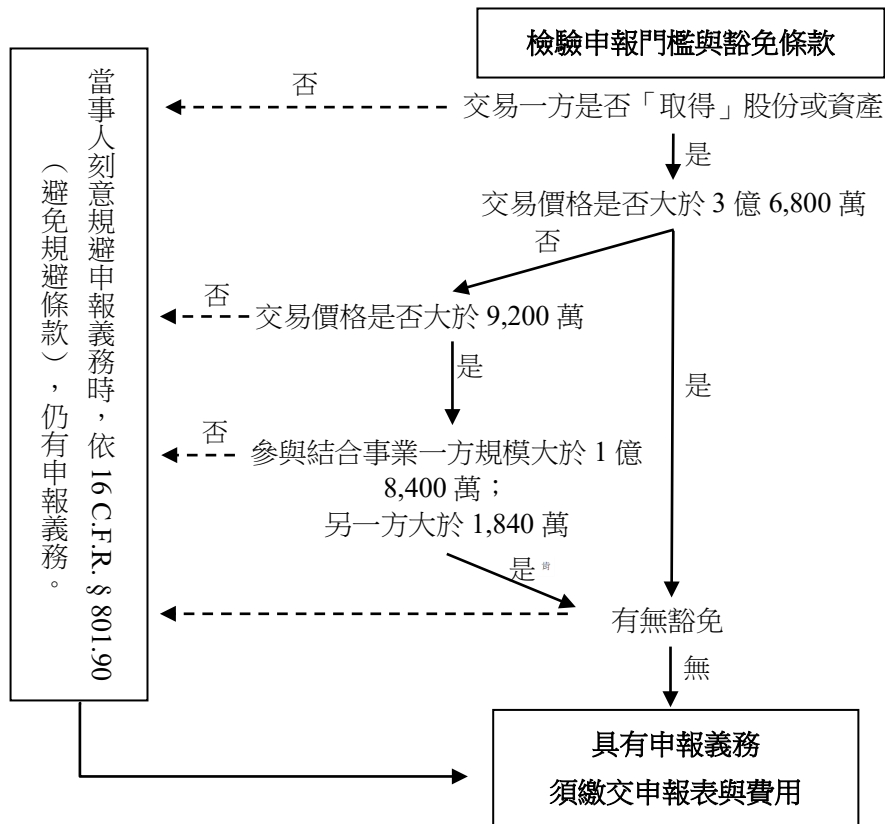 檢驗申報門檻與豁免條款
否
交易一方是否「取得」股份或資產
是
交易價格是否大於 3 億 6,800 萬
否
否
交易價格是否大於 9,200 萬
是
是
否
參與結合事業一方規模大於 1 億
8,400 萬；
另一方大於 1,840 萬
是
有無豁免
無
具有申報義務
須繳交申報表與費用
當事人刻意規避申報義務時，依 16 C.F.R. § 801.90
（避免規避條款），仍有申報義務。